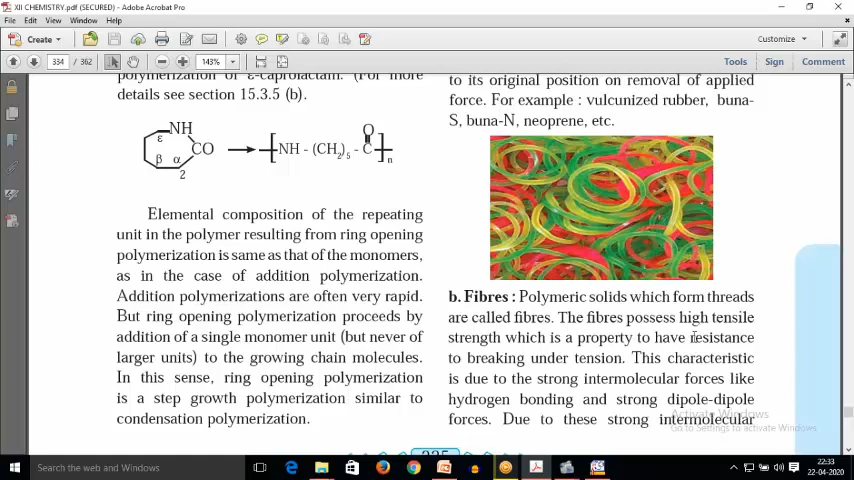 XII CHEMISTRY.pdf (SECURED) - Adobe Acrobat Pro
File Edit View Window Help
Create
Customize
334 / 362
143%
Tools Sign Comment
polymerization of ε-caprolactam. (For more
details see section 15.3.5 (b).
NH
ε
CO
β α
2
[ NH - (CH2)5 - C ]n
O
Elemental composition of the repeating
unit in the polymer resulting from ring opening
polymerization is same as that of the monomers,
as in the case of addition polymerization.
Addition polymerizations are often very rapid.
But ring opening polymerization proceeds by
addition of a single monomer unit (but never of
larger units) to the growing chain molecules.
In this sense, ring opening polymerization
is a step growth polymerization similar to
condensation polymerization.
to its original position on removal of applied
force. For example : vulcunized rubber, buna-
S, buna-N, neoprene, etc.
b. Fibres : Polymeric solids which form threads
are called fibres. The fibres possess high tensile
strength which is a property to have resistance
to breaking under tension. This characteristic
is due to the strong intermolecular forces like
hydrogen bonding and strong dipole-dipole
forces. Due to these strong intermolecular
Activate Windows
Go to Settings to activate Windows.
Search the web and Windows
22:33
22-04-2020